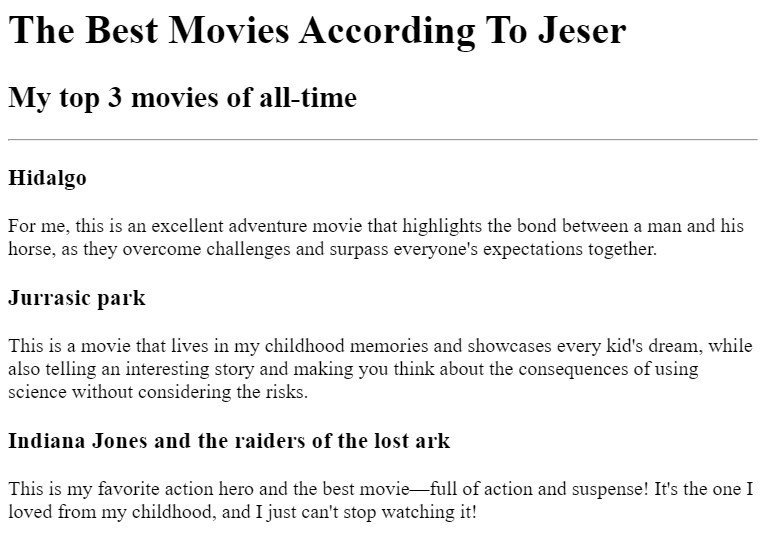 The Best Movies According To Jeser
My top 3 movies of all-time
Hidalgo
For me, this is an excellent adventure movie that highlights the bond between a man and his
horse, as they overcome challenges and surpass everyone's expectations together.
Jurrasic park
This is a movie that lives in my childhood memories and showcases every kid's dream, while
also telling an interesting story and making you think about the consequences of using
science without considering the risks.
Indiana Jones and the raiders of the lost ark
This is my favorite action hero and the best movie—full of action and suspense! It's the one I
loved from my childhood, and I just can't stop watching it!